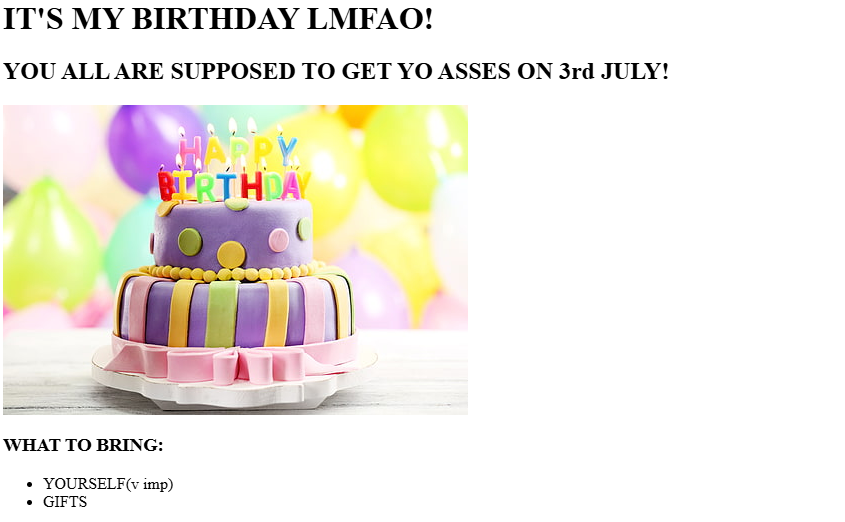 IT'S MY BIRTHDAY LMFAO!
YOU ALL ARE SUPPOSED TO GET YO ASSES ON 3rd JULY!
HAPPY
BIRTHDAY
WHAT TO BRING:
YOURSELF(v imp)
GIFTS